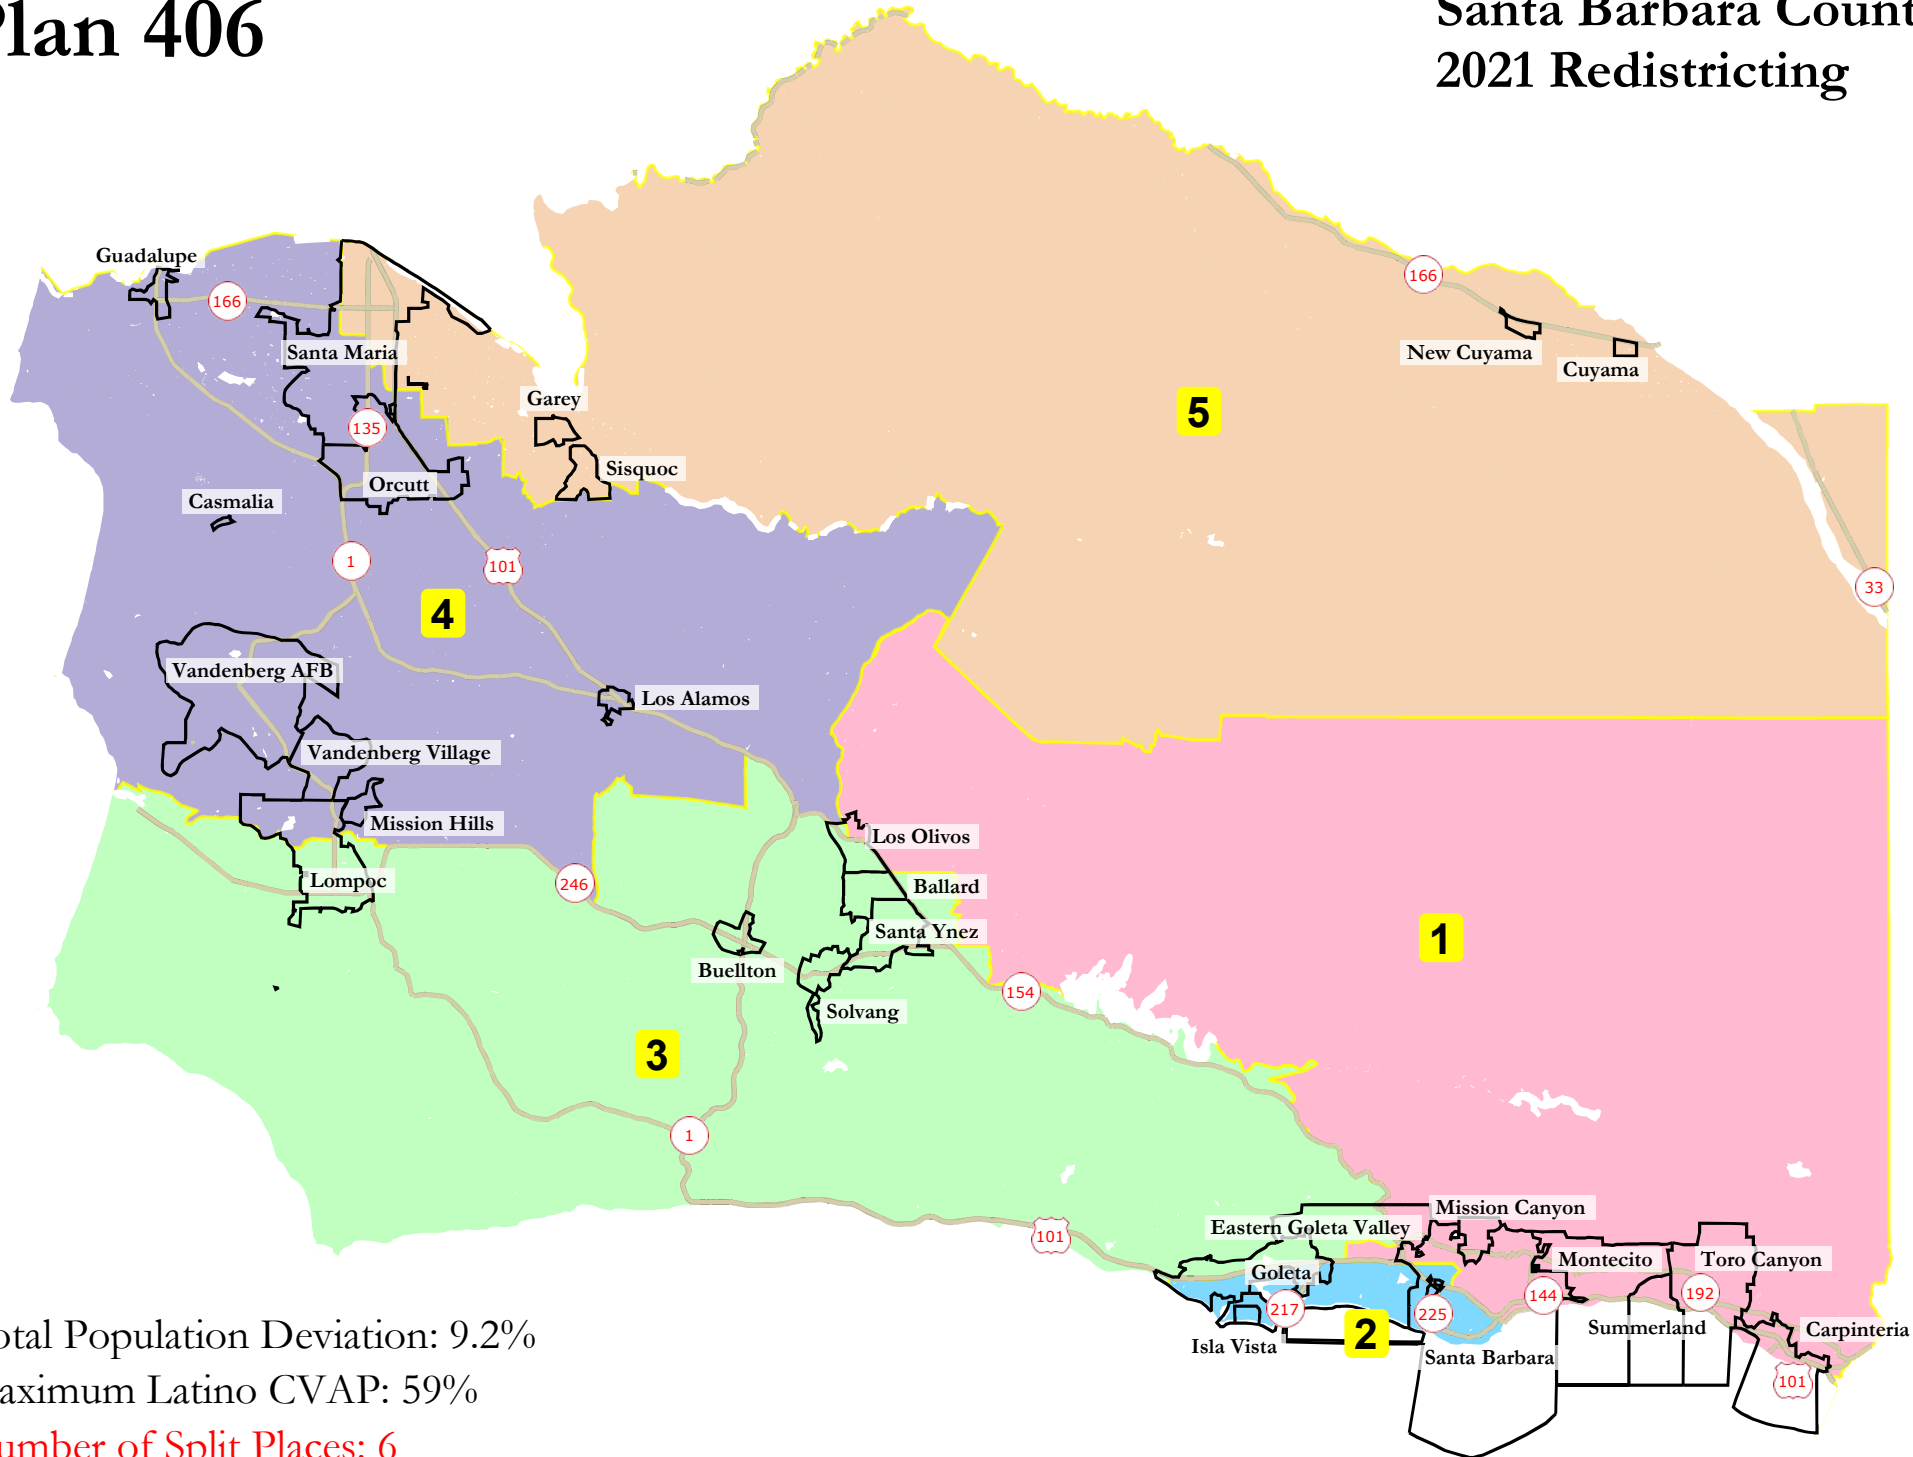 Plan 406
Santa Barbara Count
2021 Redistricting
Guadalupe
166
166
Santa Maria
New Cuyama
Cuyama
Garey
5
135
Sisquoc
Orcutt
Casmalia
1
101
33
4
Vandenberg AFB
Los Alamos
Vandenberg Village
Mission Hills
Los Olivos
Lompoc
246
Ballard
Santa Ynez
1
Buellton
154
Solvang
3
1
Mission Canyon
Eastern Goleta Valley
101
Montecito
Toro Canyon
Goleta
217
225
144
192
Summerland
Carpinteria
2
Isla Vista
Santa Barbara
101
otal Population Deviation: 9.2%
aximum Latino CVAP: 59%
umber of Split Places: 6